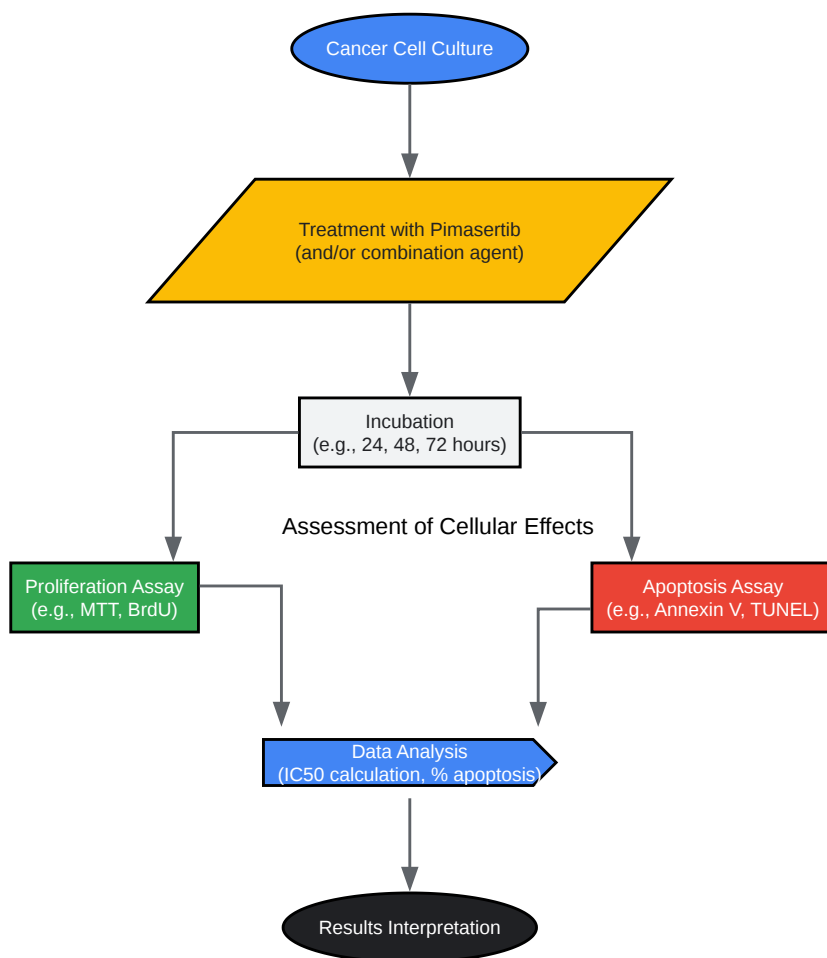 Cancer Cell Culture
Treatment with Pimasertib
(and/or combination agent)
Incubation
(e.g., 24, 48, 72 hours)
Assessment of Cellular Effects
Proliferation Assay
(e.g., MTT, BrdU)
Apoptosis Assay
(e.g., Annexin V, TUNEL)
Data Analysis
(IC50 calculation, % apoptosis)
Results Interpretation